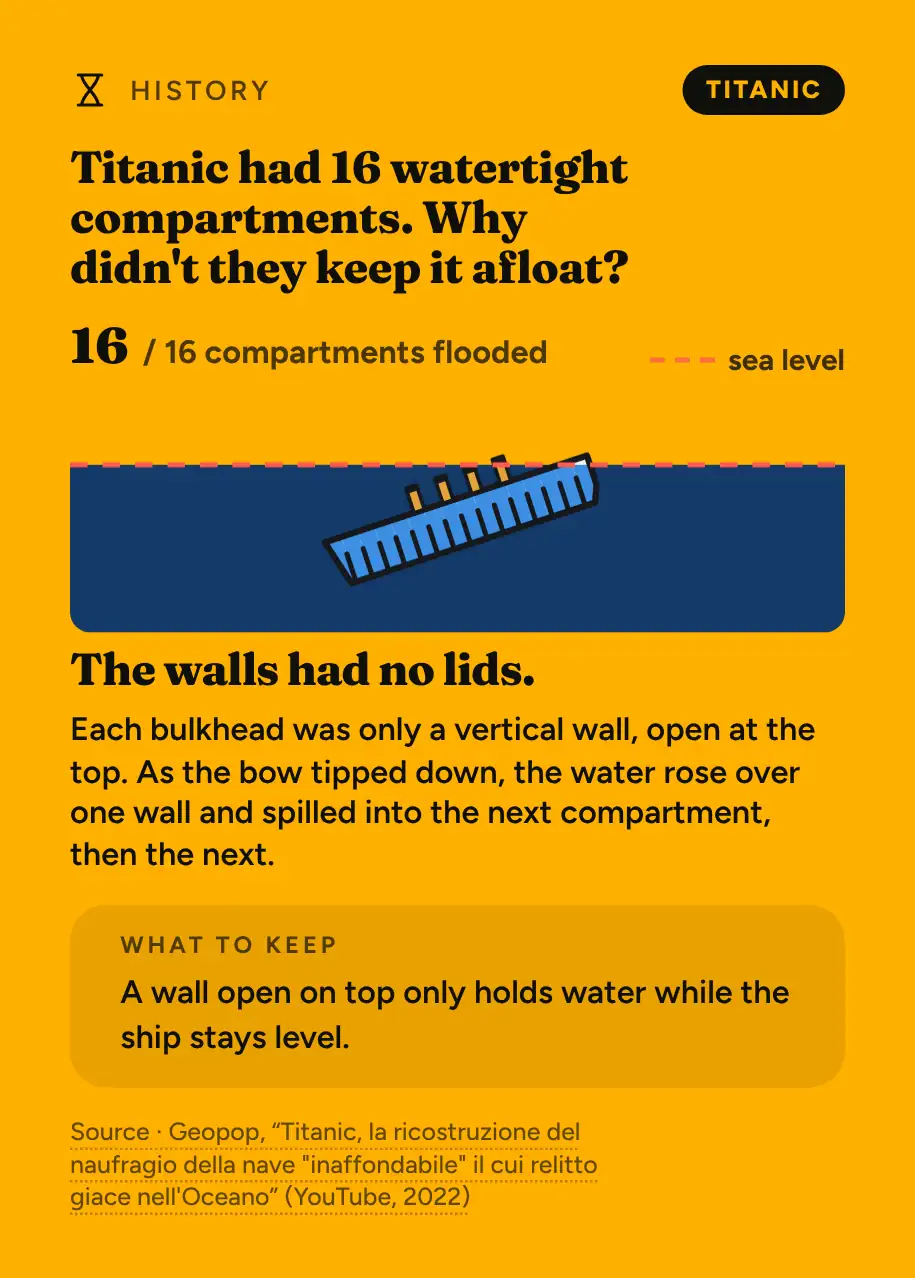 HISTORY
TITANIC
Titanic had 16 watertight
compartments. Why
didn't they keep it afloat?
16 / 16 compartments flooded
sea level
The walls had no lids.
Each bulkhead was only a vertical wall, open at the
top. As the bow tipped down, the water rose over
one wall and spilled into the next compartment,
then the next.
WHAT TO KEEP
A wall open on top only holds water while the
ship stays level.
Source · Geopop, “Titanic, la ricostruzione del
naufragio della nave "inaffondabile" il cui relitto
giace nell'Oceano” (YouTube, 2022)